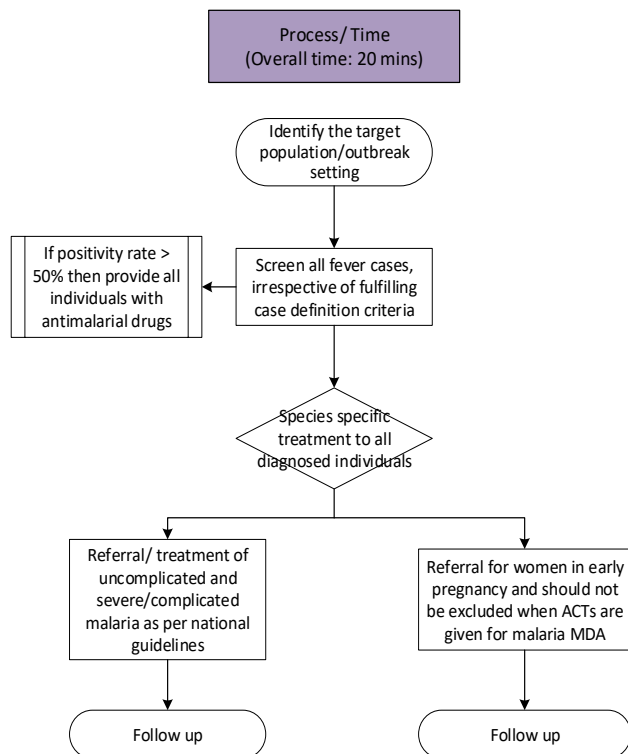 Process/ Time
(Overall time: 20 mins)
Identify the target
population/outbreak
setting
If positivity rate >
50% then provide all
individuals with
antimalarial drugs
Screen all fever cases,
irrespective of fulfilling
case definition criteria
Species specific
treatment to all
diagnosed individuals
Referral/ treatment of
uncomplicated and
severe/complicated
malaria as per national
guidelines
Referral for women in early
pregnancy and should not
be excluded when ACTs are
given for malaria MDA
Follow up
Follow up